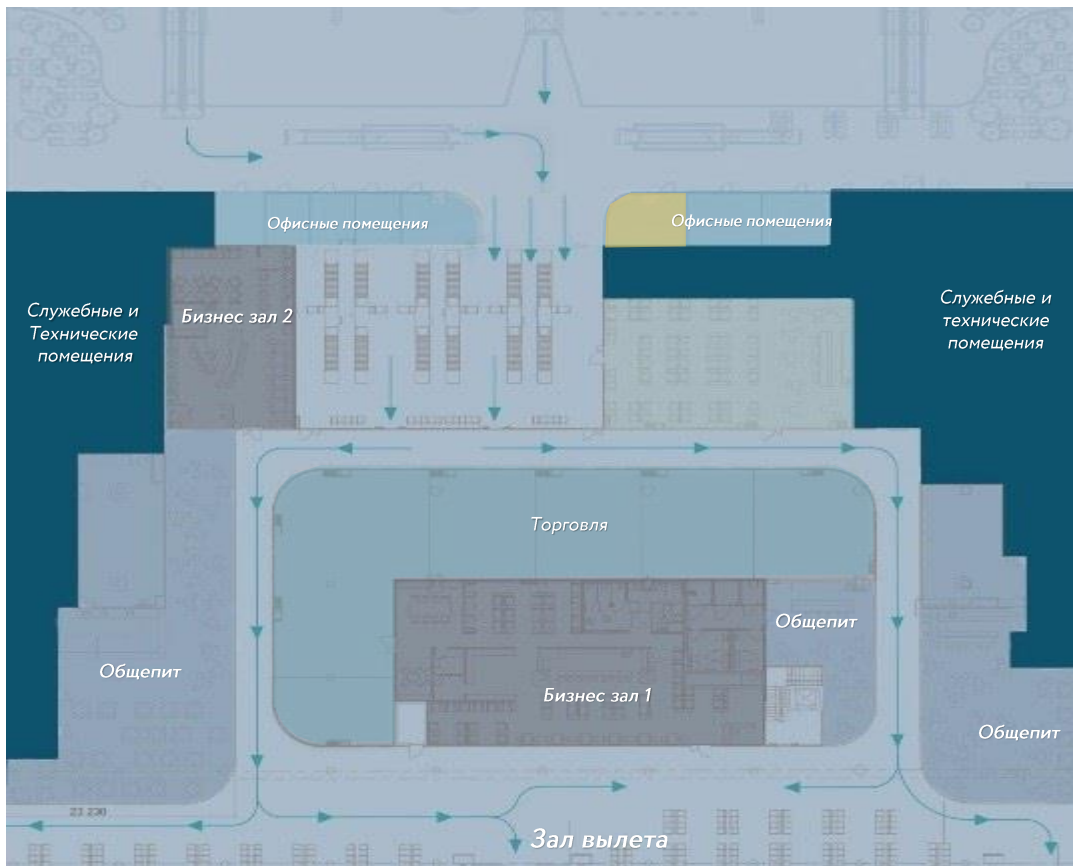 Офисные помещения
Офисные помещения
Служебные и
Технические
помещения
Бизнес зал 2
Служебные и
технические
помещения
Торговля
Общепит
Общепит
Бизнес зал 1
Общепит
23 230
Зал вылета